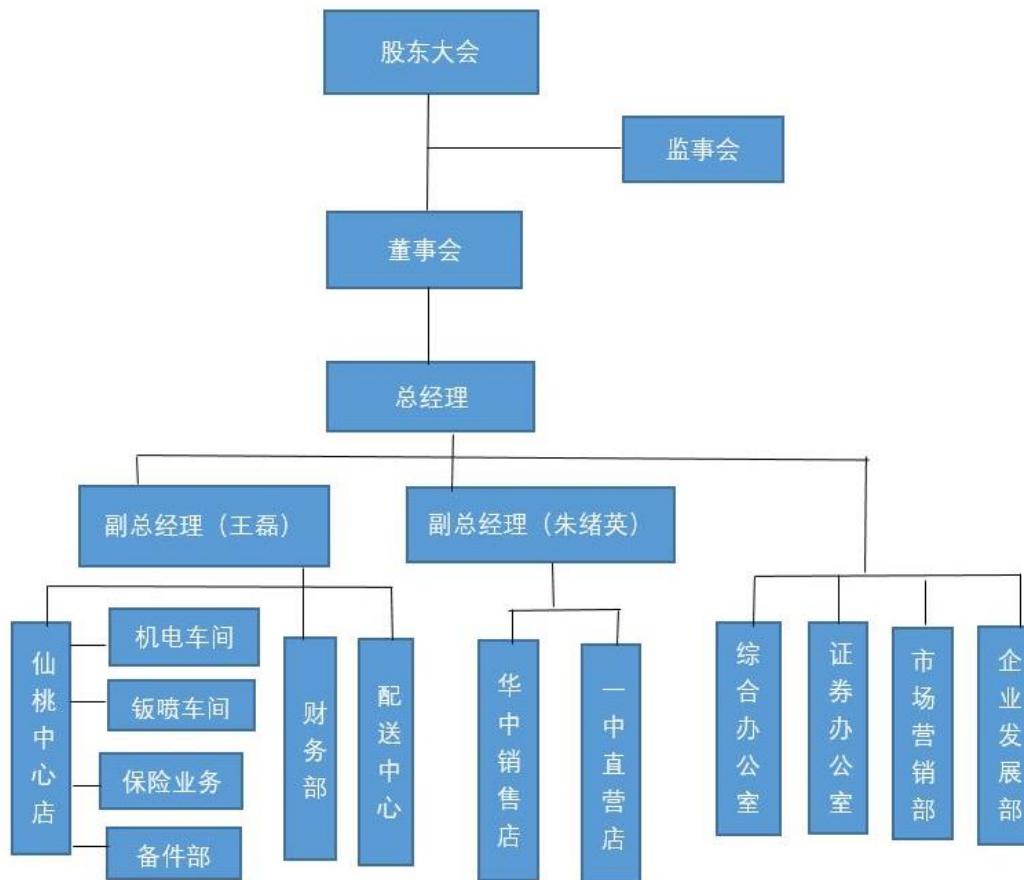 股东大会
监事会
董事会
总经理
副总经理（王磊）
副总经理（朱绪英）
仙桃中心店
机电车间
钣喷车间
保险业务
备件部
财务部
配送中心
华中销售店
一中直营店
综合办公室
证券办公室
市场营销部
企业发展部